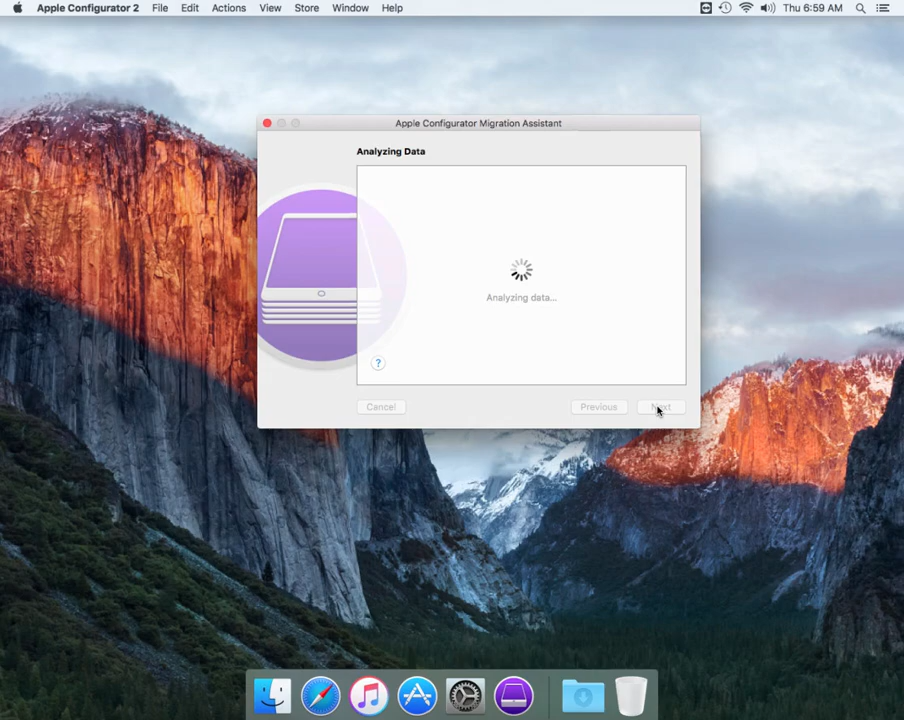 Apple Configurator 2 File Edit Actions View Store Window Help Thu 6:59 AM
Apple Configurator Migration Assistant
Analyzing Data
Analyzing data...
?
Cancel Previous Next